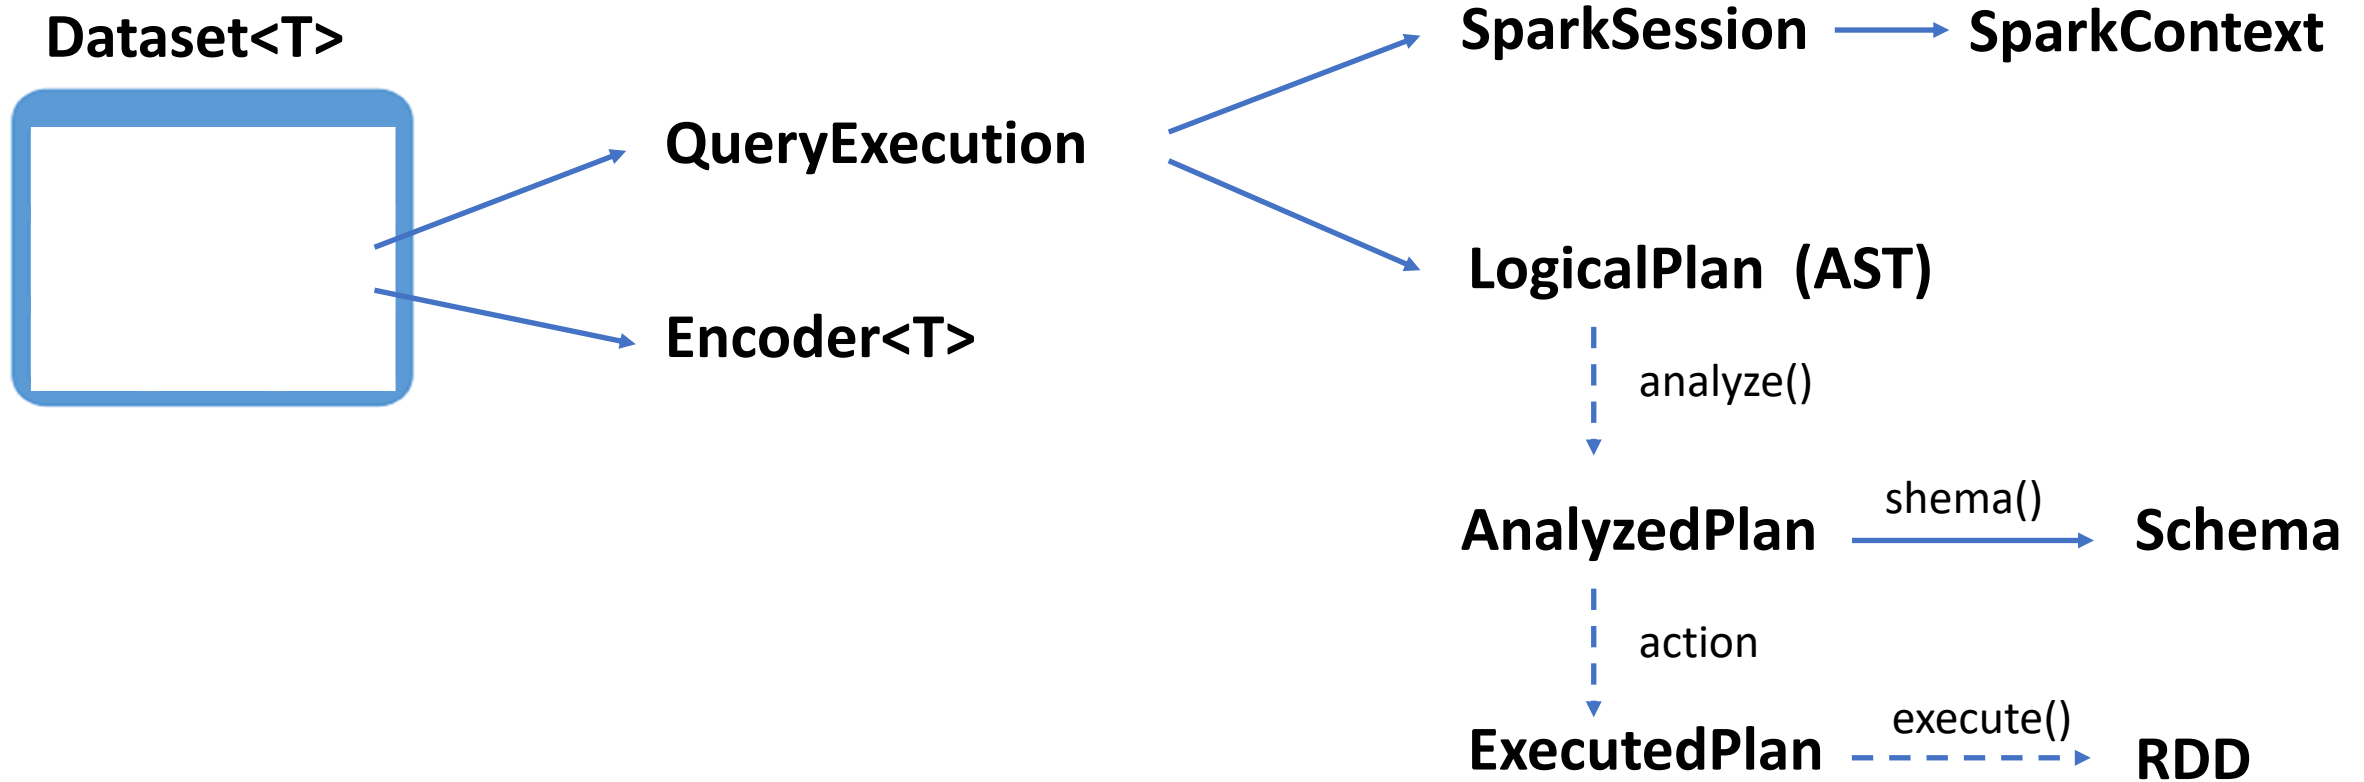 Dataset<T>
SparkSession
SparkContext
QueryExecution
LogicalPlan (AST)
Encoder<T>
analyze()
AnalyzedPlan
shema()
Schema
action
ExecutedPlan
execute()
RDD